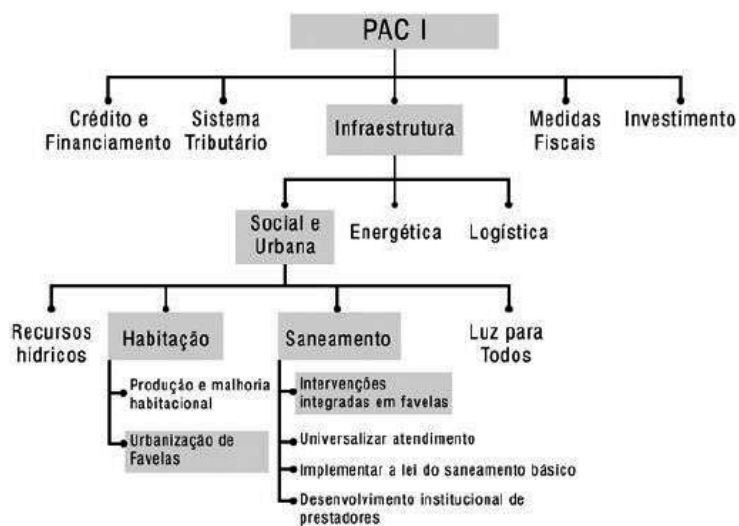 PAC I
Crédito e
Financiamento
Sistema
Tributário
Infraestrutura
Medidas
Fiscais
Investimento
Social e
Urbana
Energética
Logística
Recursos
hídricos
Habitação
Saneamento
Luz para
Todos
Produção e malhoria
habitacional
Urbanização de
Favelas
Intervenções
integradas em favelas
Universalizar atendimento
Implementar a lei do saneamento básico
Desenvolvimento institucional de
prestadores